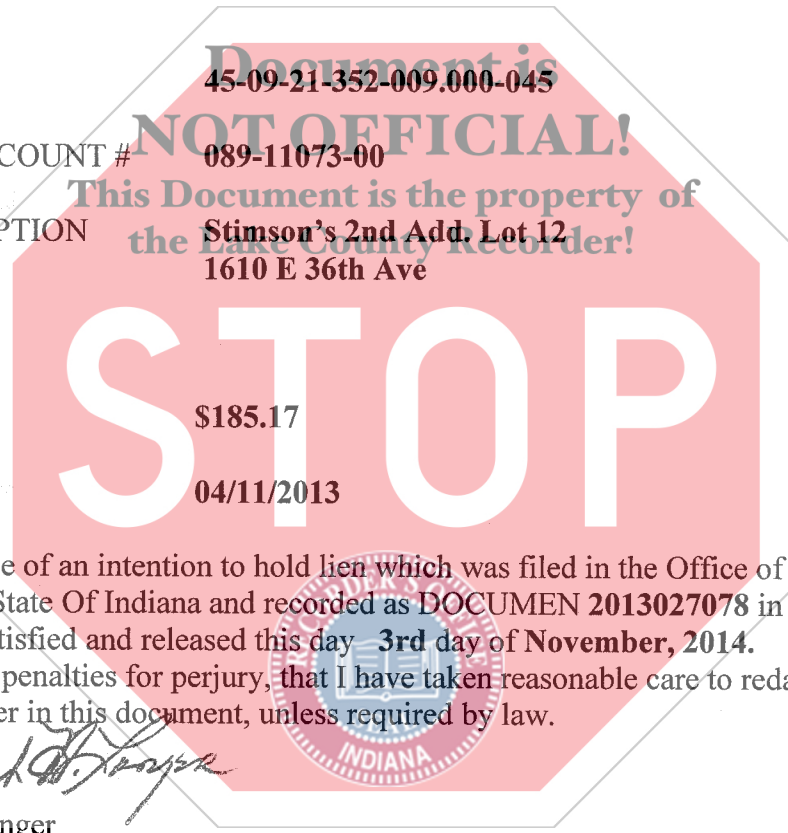 Document is
45-09-21-352-009.000-045
NOT OFFICIAL!
COUNT # 089-11073-00
This Document is the property of
PTION Stimson's 2nd Add. Lot 12
the Lake County Recorder!
1610 E 36th Ave
STOP
$185.17
04/11/2013
e of an intention to hold lien which was filed in the Office of
State Of Indiana and recorded as DOCUMEN 2013027078 in
tisfied and released this day 3rd day of November, 2014.
penalties for perjury, that I have taken reasonable care to reda
er in this document, unless required by law.
RECORDER'S OFFICE
INDIANA
nger